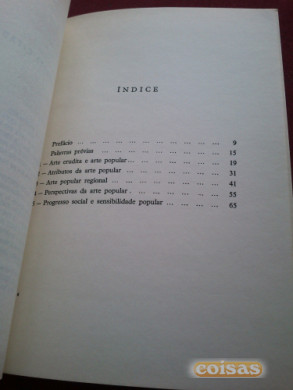 ÍNDICE
Prefácio ... ... ... ... ... ... ... ... ... 9
Palavras prévias ... ... ... ... ... ... ... 15
— Arte erudita e arte popular ... ... ... ... ... 19
— Atributos da arte popular ... ... ... ... ... 31
— Arte popular regional ... ... ... ... ... ... 41
— Perspectivas da arte popular . ... ... ... ... 55
— Progresso social e sensibilidade popular ... ... ... 65
coisas